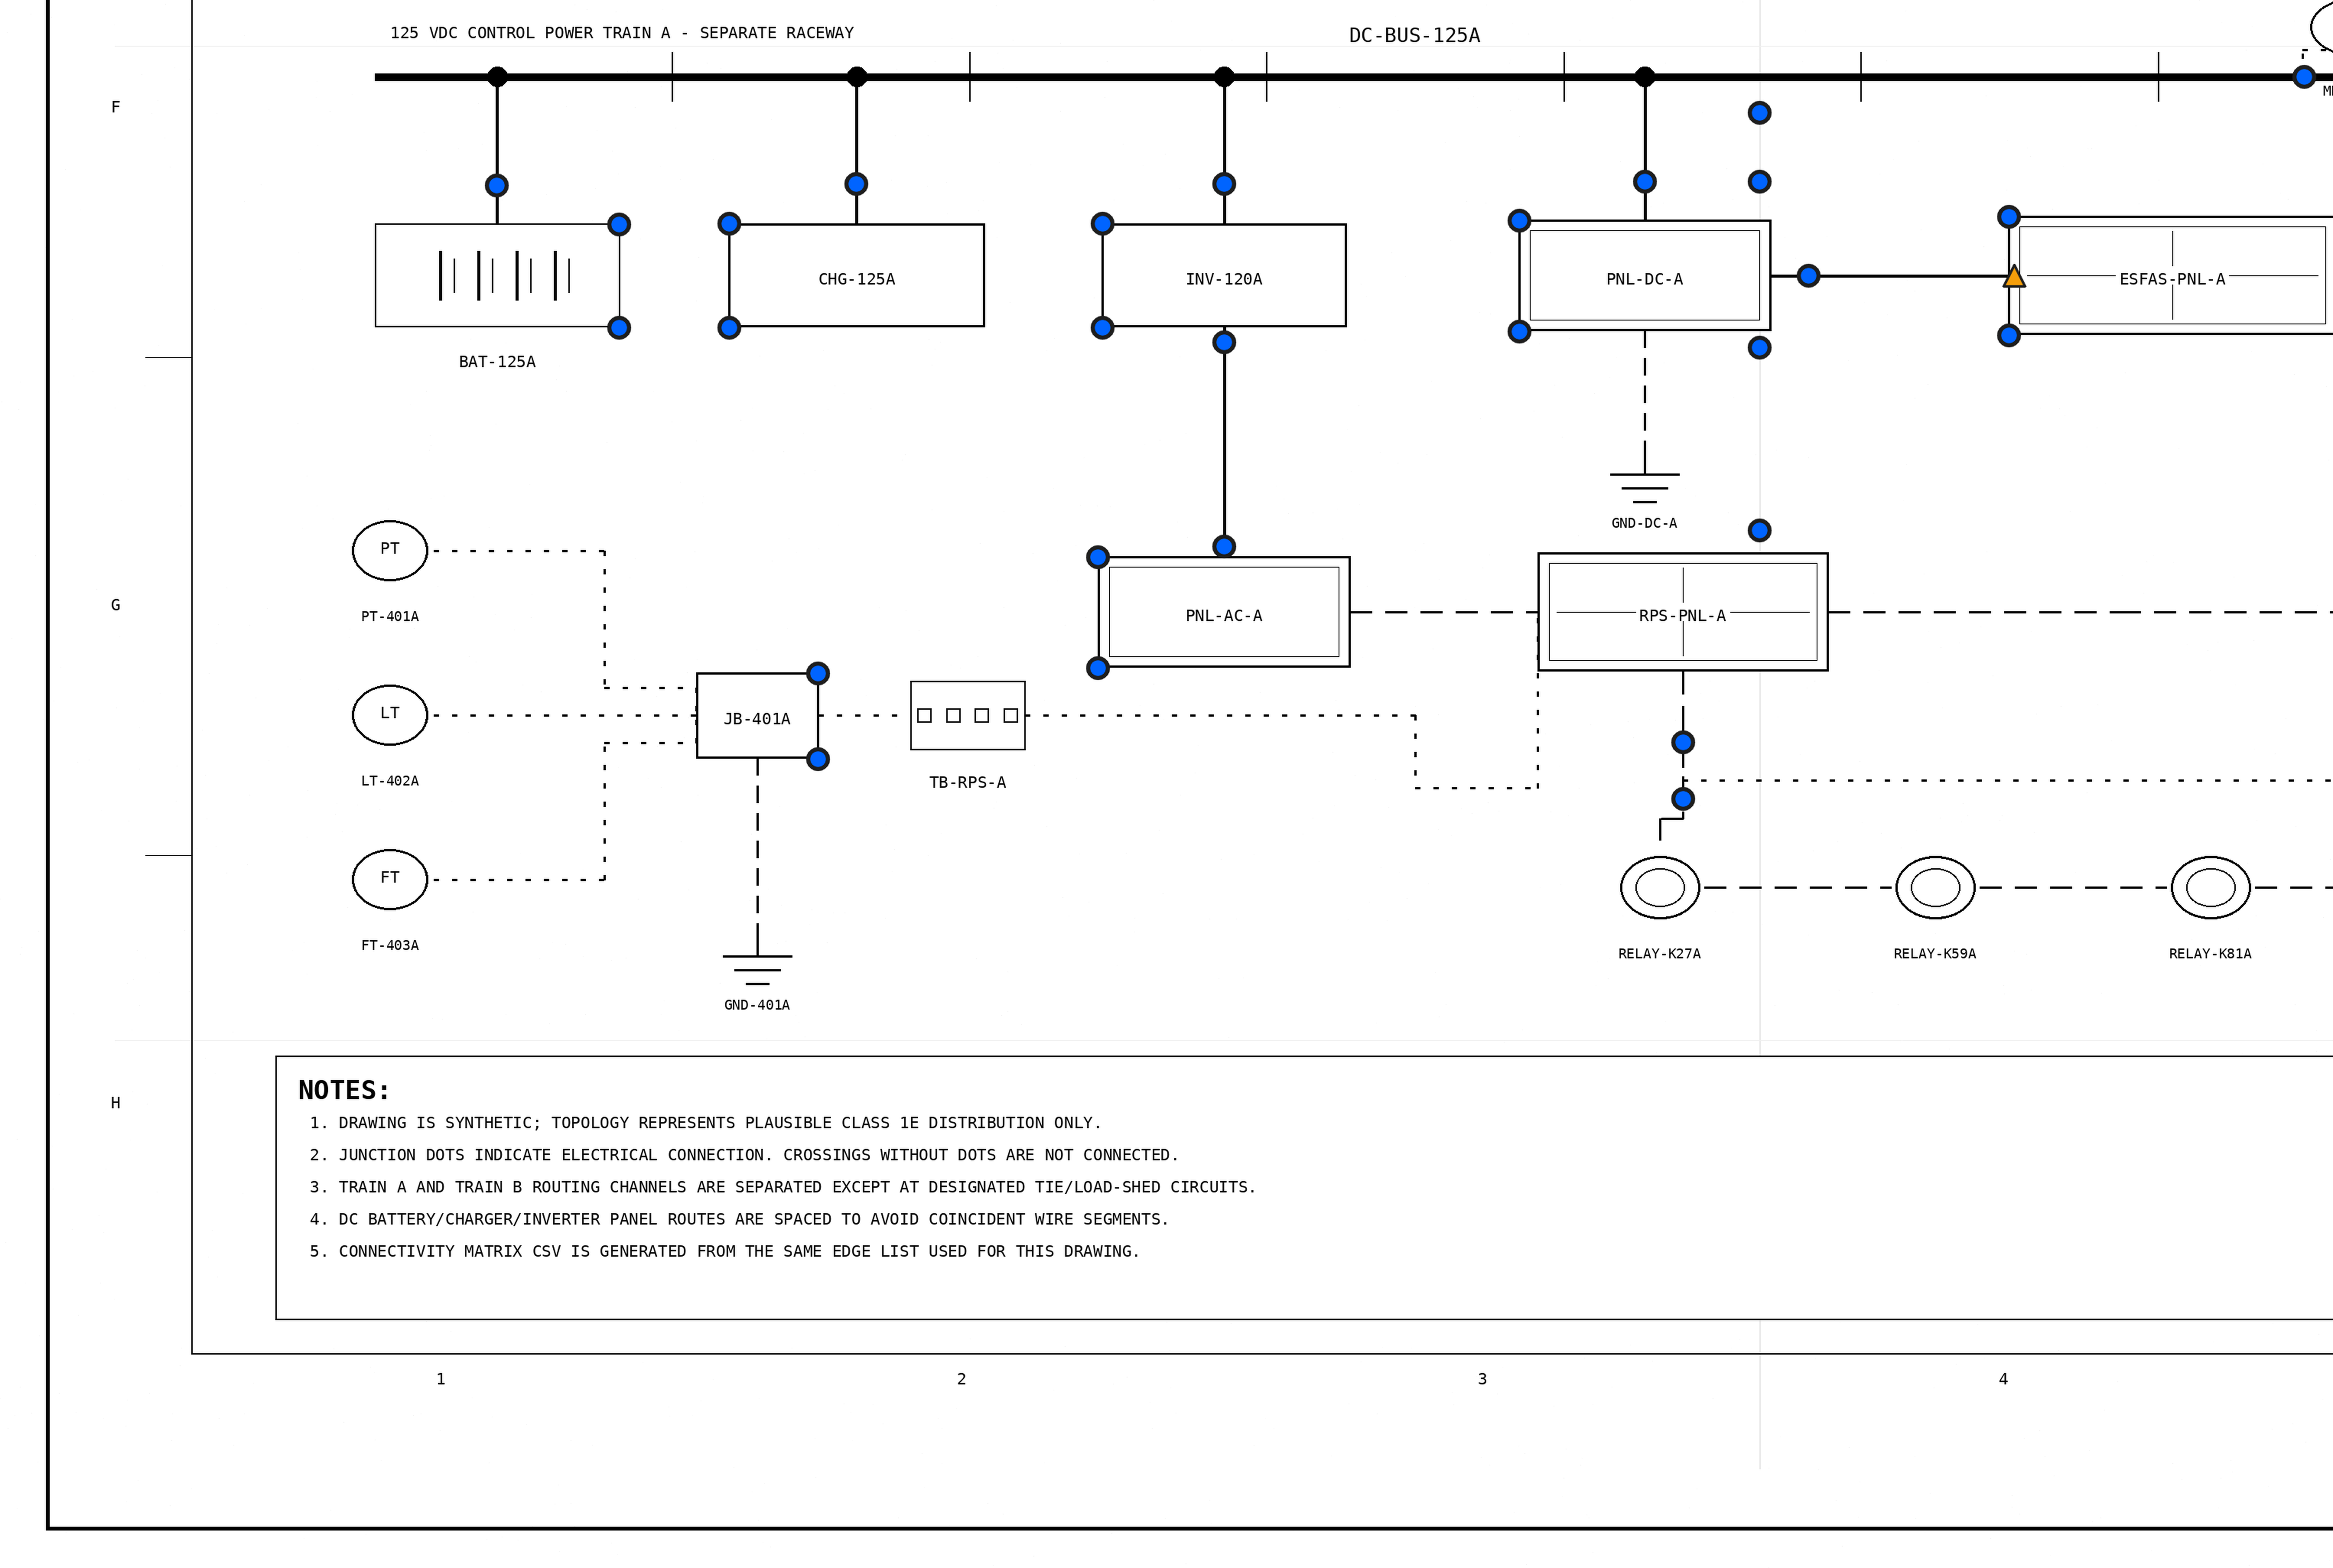 125 VDC CONTROL POWER TRAIN A - SEPARATE RACEWAY
DC-BUS-125A
F
CHG-125A
INV-120A
PNL-DC-A
ESFAS-PNL-A
BAT-125A
GND-DC-A
PT
PT-401A
G
PNL-AC-A
RPS-PNL-A
LT
JB-401A
LT-402A
TB-RPS-A
FT
FT-403A
RELAY-K27A
RELAY-K59A
RELAY-K81A
GND-401A
H
NOTES:
1. DRAWING IS SYNTHETIC; TOPOLOGY REPRESENTS PLAUSIBLE CLASS 1E DISTRIBUTION ONLY.
2. JUNCTION DOTS INDICATE ELECTRICAL CONNECTION. CROSSINGS WITHOUT DOTS ARE NOT CONNECTED.
3. TRAIN A AND TRAIN B ROUTING CHANNELS ARE SEPARATED EXCEPT AT DESIGNATED TIE/LOAD-SHED CIRCUITS.
4. DC BATTERY/CHARGER/INVERTER PANEL ROUTES ARE SPACED TO AVOID COINCIDENT WIRE SEGMENTS.
5. CONNECTIVITY MATRIX CSV IS GENERATED FROM THE SAME EDGE LIST USED FOR THIS DRAWING.
1 2 3 4